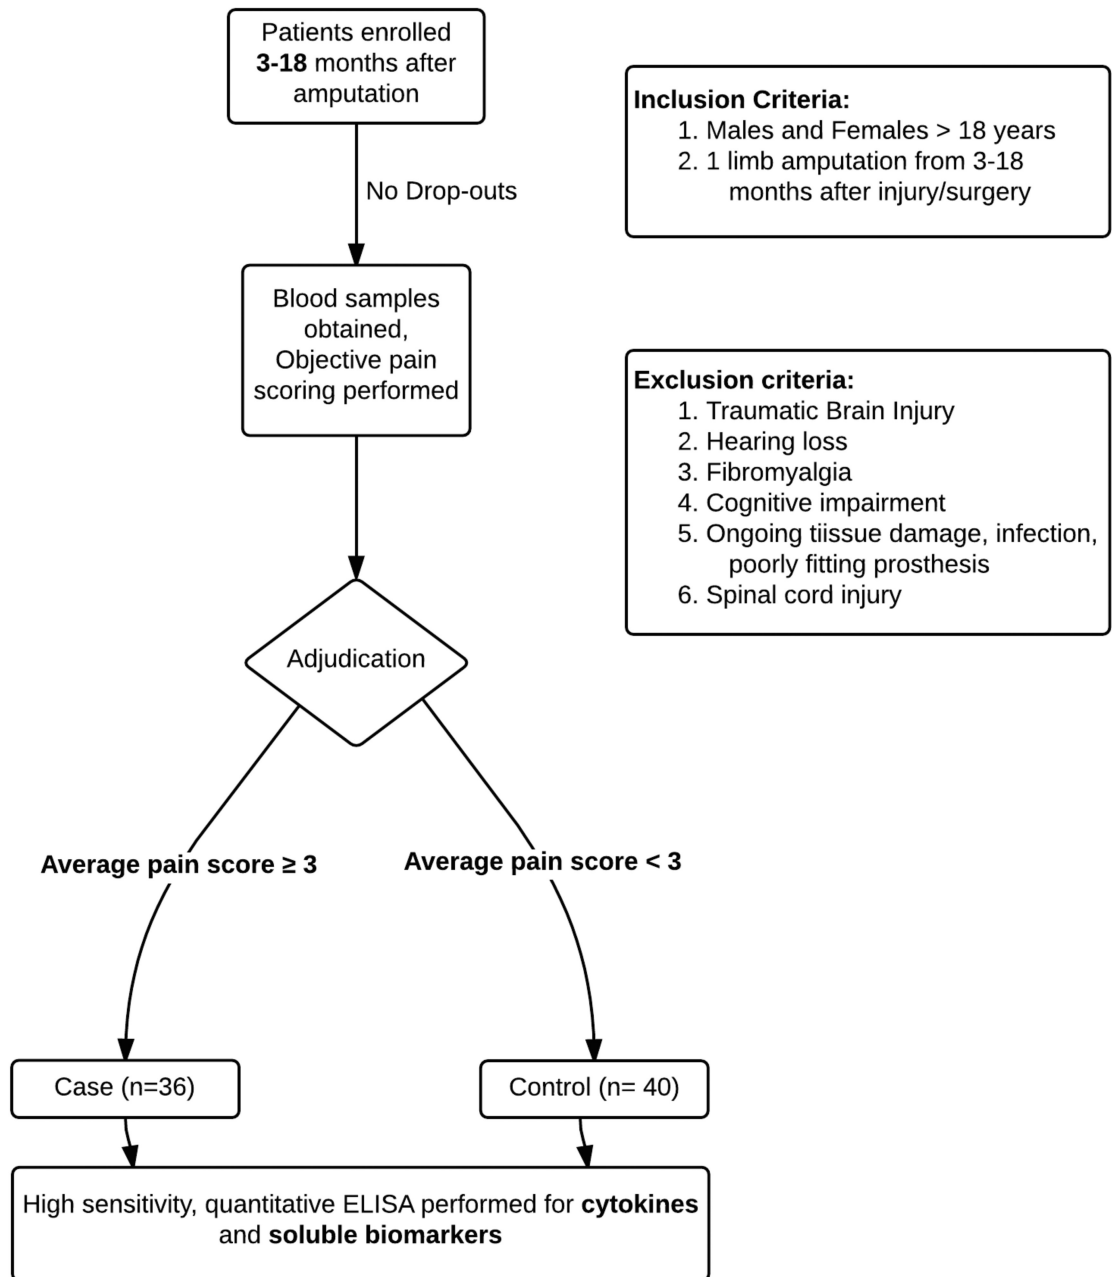 Patients enrolled
3-18 months after
amputation
No Drop-outs
Blood samples
obtained,
Objective pain
scoring performed
Adjudication
Average pain score ≥ 3
Average pain score < 3
Case (n=36)
Control (n= 40)
High sensitivity, quantitative ELISA performed for cytokines
and soluble biomarkers
Inclusion Criteria:
1. Males and Females > 18 years
2. 1 limb amputation from 3-18
months after injury/surgery
Exclusion criteria:
1. Traumatic Brain Injury
2. Hearing loss
3. Fibromyalgia
4. Cognitive impairment
5. Ongoing tiissue damage, infection,
poorly fitting prosthesis
6. Spinal cord injury